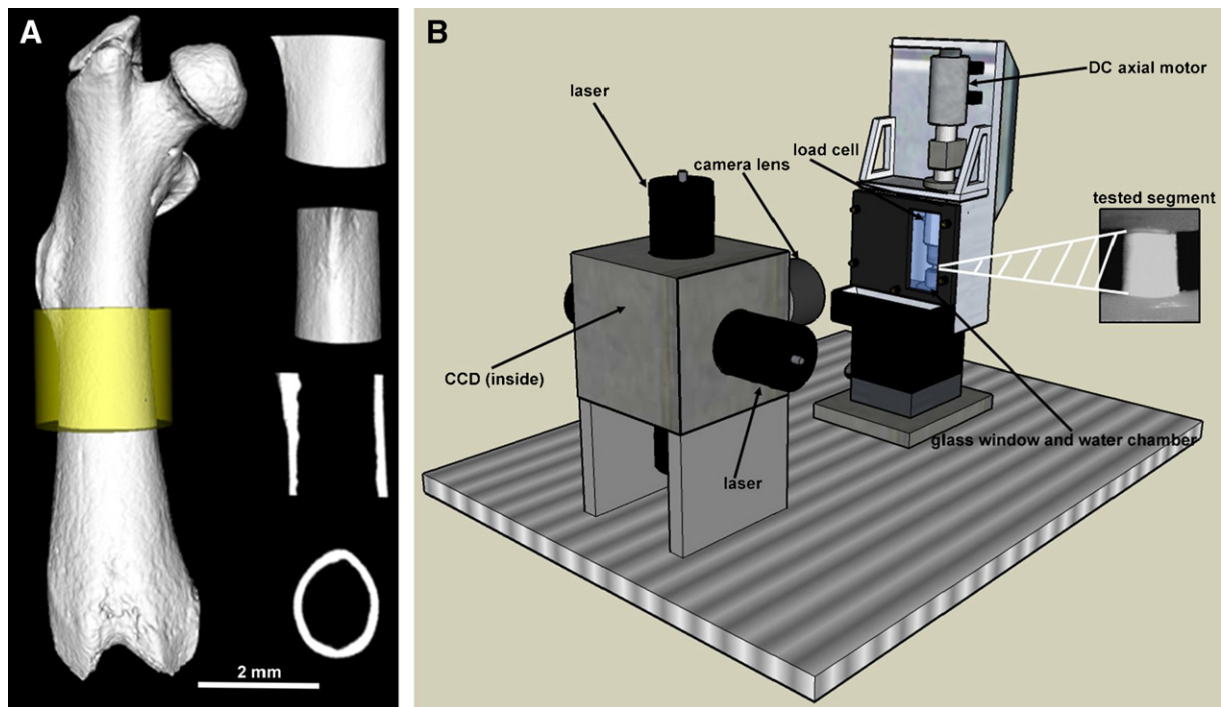 A
2 mm
B
laser
camera lens
load cell
DC axial motor
tested segment
CCD (inside)
laser
glass window and water chamber